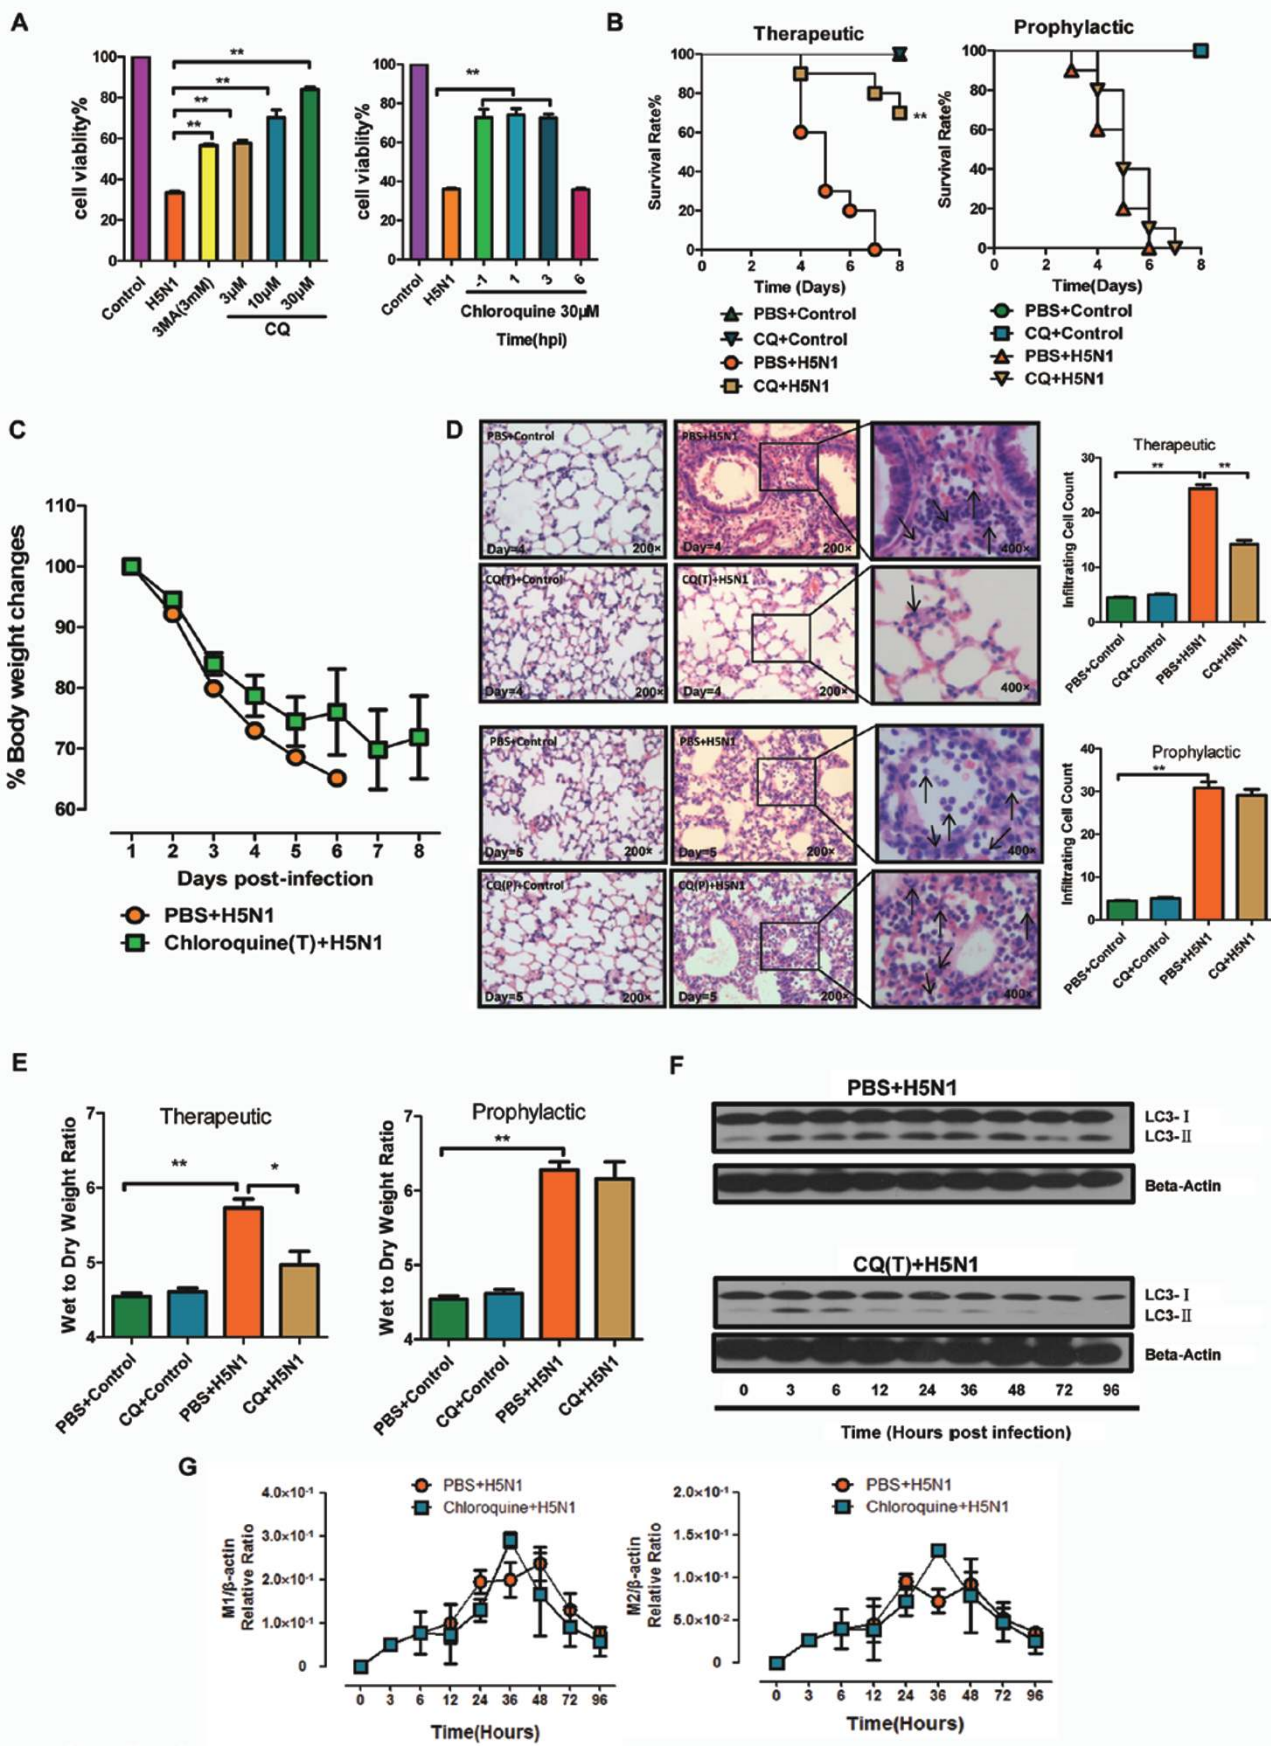 A
cell viablity%
100
80
60
40
20
0
**
**
**
**
Control
H5N1
3MA(3mM)
3μM
10μM
30μM
CQ
cell viablity%
100
80
60
40
20
0
**
Control
H5N1
-1
1
3
6
Chloroquine 30μM
Time(hpi)
B
Therapeutic
Survival Rate%
100
80
60
40
20
0
**
0 2 4 6 8
Time (Days)
PBS+Control
CQ+Control
PBS+H5N1
CQ+H5N1
Prophylactic
Survival Rate%
100
80
60
40
20
0
0 2 4 6 8
Time(Days)
PBS+Control
CQ+Control
PBS+H5N1
CQ+H5N1
C
% Body weight changes
110
100
90
80
70
60
1 2 3 4 5 6 7 8
Days post-infection
PBS+H5N1
Chloroquine(T)+H5N1
D
PBS+Control
Day=4 200×
PBS+H5N1
Day=4 200×
400×
CQ(T)+Control
Day=4 200×
CQ(T)+H5N1
Day=4 200×
400×
PBS+Control
Day=5 200×
PBS+H5N1
Day=5 200×
400×
CQ(P)+Control
Day=5 200×
CQ(P)+H5N1
Day=5 200×
400×
Therapeutic
Infiltrating Cell Count
30
20
10
0
** **
PBS+Control
CQ+Control
PBS+H5N1
CQ+H5N1
Prophylactic
Infiltrating Cell Count
40
30
20
10
0
**
PBS+Control
CQ+Control
PBS+H5N1
CQ+H5N1
E
Therapeutic
Wet to Dry Weight Ratio
7
6
5
4
** *
PBS+Control
CQ+Control
PBS+H5N1
CQ+H5N1
Prophylactic
Wet to Dry Weight Ratio
7
6
5
4
**
PBS+Control
CQ+Control
PBS+H5N1
CQ+H5N1
F
PBS+H5N1
LC3-Ⅰ
LC3-Ⅱ
Beta-Actin
CQ(T)+H5N1
LC3-Ⅰ
LC3-Ⅱ
Beta-Actin
0 3 6 12 24 36 48 72 96
Time (Hours post infection)
G
M1/β-actin
Relative Ratio
4.0×10⁻¹
3.0×10⁻¹
2.0×10⁻¹
1.0×10⁻¹
0
PBS+H5N1
Chloroquine+H5N1
0 3 6 12 24 36 48 72 96
Time(Hours)
M2/β-actin
Relative Ratio
2.0×10⁻¹
1.5×10⁻¹
1.0×10⁻¹
5.0×10⁻²
0
PBS+H5N1
Chloroquine+H5N1
0 3 6 12 24 36 48 72 96
Time(Hours)